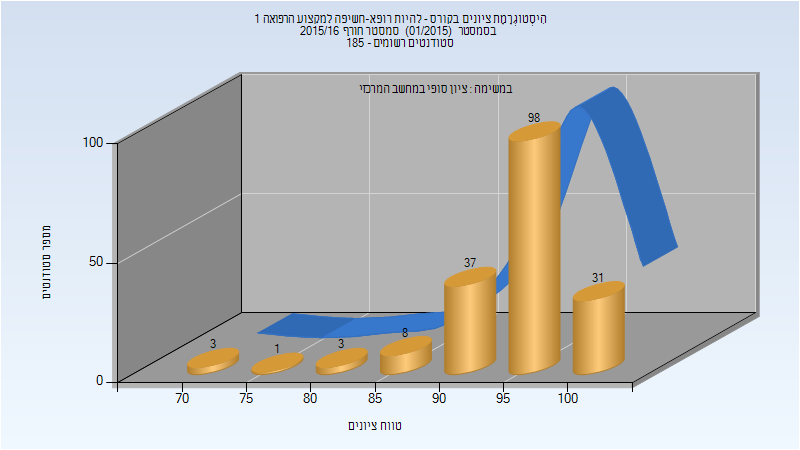 היסטוגרמת ציונים בקורס - להיות רופא-חשיפה למקצוע הרפואה 1
בסמסטר (01/2015) סמסטר חורף 2015/16
סטודנטים רשומים - 185
במשימה : ציון סופי במחשב המרכזי
מספר סטודנטים
100
50
0
3
1
3
8
37
98
31
70
75
80
85
90
95
100
טווח ציונים